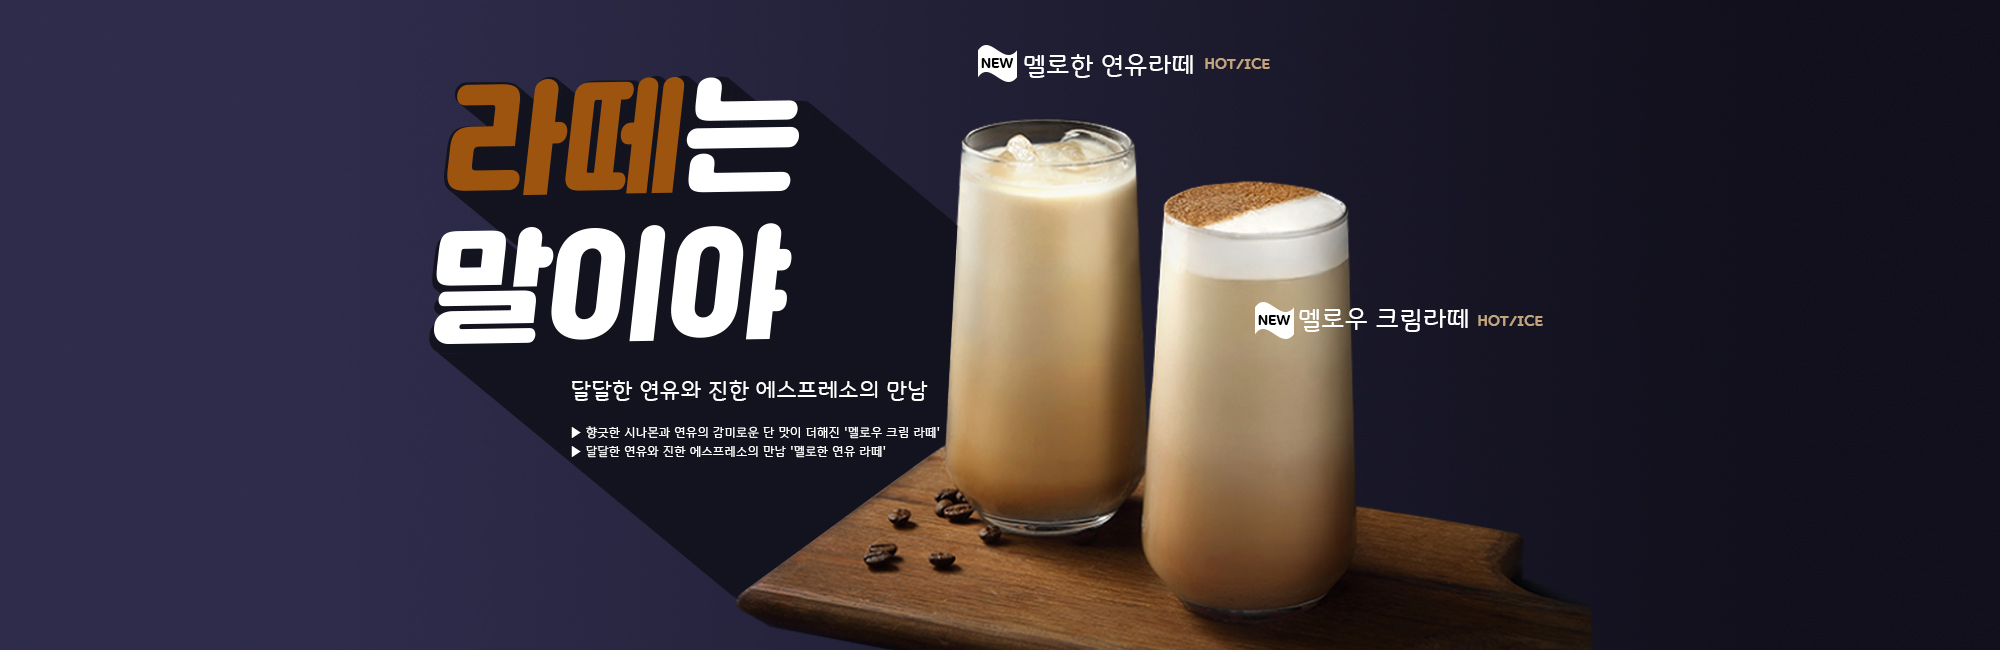 라떼는
말이야
달달한 연유와 진한 에스프레소의 만남
▶ 향긋한 시나몬과 연유의 감미로운 단 맛이 더해진 '멜로우 크림 라떼'
▶ 달달한 연유와 진한 에스프레소의 만남 '멜로한 연유 라떼'
NEW 멜로한 연유라떼 HOT/ICE
NEW 멜로우 크림라떼 HOT/ICE